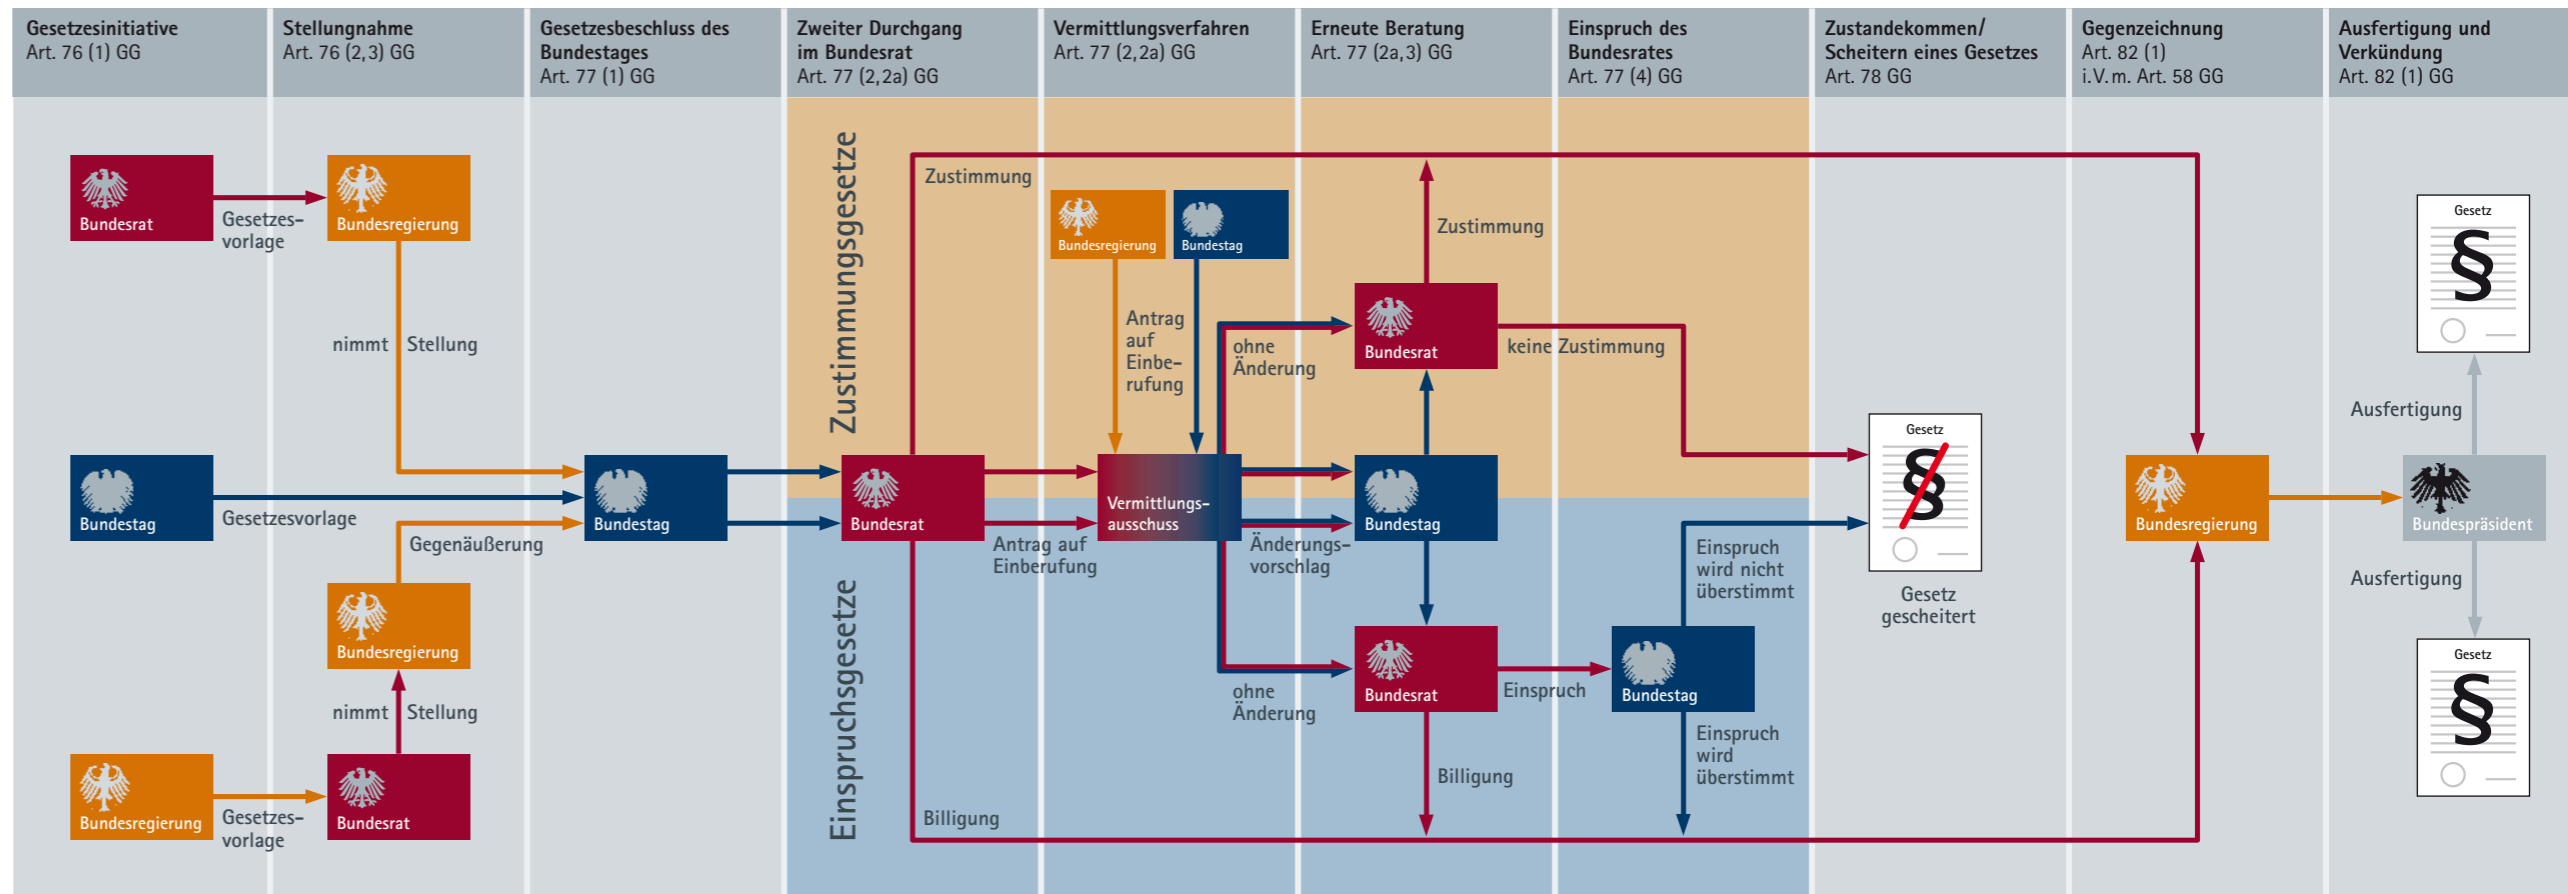 Gesetzesinitiative
Art. 76 (1) GG
Stellungnahme
Art. 76 (2,3) GG
Gesetzesbeschluss des
Bundestages
Art. 77 (1) GG
Zweiter Durchgang
im Bundesrat
Art. 77 (2,2a) GG
Vermittlungsverfahren
Art. 77 (2,2a) GG
Erneute Beratung
Art. 77 (2a,3) GG
Einspruch des
Bundesrates
Art. 77 (4) GG
Zustandekommen/
Scheitern eines Gesetzes
Art. 78 GG
Gegenzeichnung
Art. 82 (1)
i.V.m. Art. 58 GG
Ausfertigung und
Verkündung
Art. 82 (1) GG
Bundesrat
Gesetzes-
vorlage
Bundesregierung
nimmt Stellung
Bundestag
Gesetzesvorlage
Gegenäußerung
Bundesregierung
nimmt Stellung
Bundesregierung
Gesetzes-
vorlage
Bundesrat
Bundestag
Zustimmungsgesetze
Einspruchsgesetze
Zustimmung
Bundesrat
Billigung
Antrag auf
Einberufung
Bundesregierung
Bundestag
Antrag
auf
Einbe-
rufung
Vermittlungs-
ausschuss
ohne
Änderung
Änderungs-
vorschlag
ohne
Änderung
Zustimmung
Bundesrat
keine Zustimmung
Bundestag
Bundesrat
Einspruch
Billigung
Einspruch
wird nicht
überstimmt
Bundestag
Einspruch
wird
überstimmt
Gesetz
§
Gesetz
gescheitert
Bundesregierung
Gesetz
§
Ausfertigung
Bundespräsident
Ausfertigung
Gesetz
§